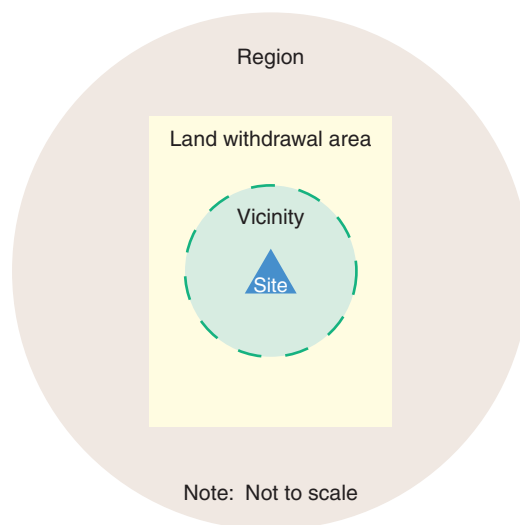 Region
Land withdrawal area
Vicinity
Site
Note: Not to scale